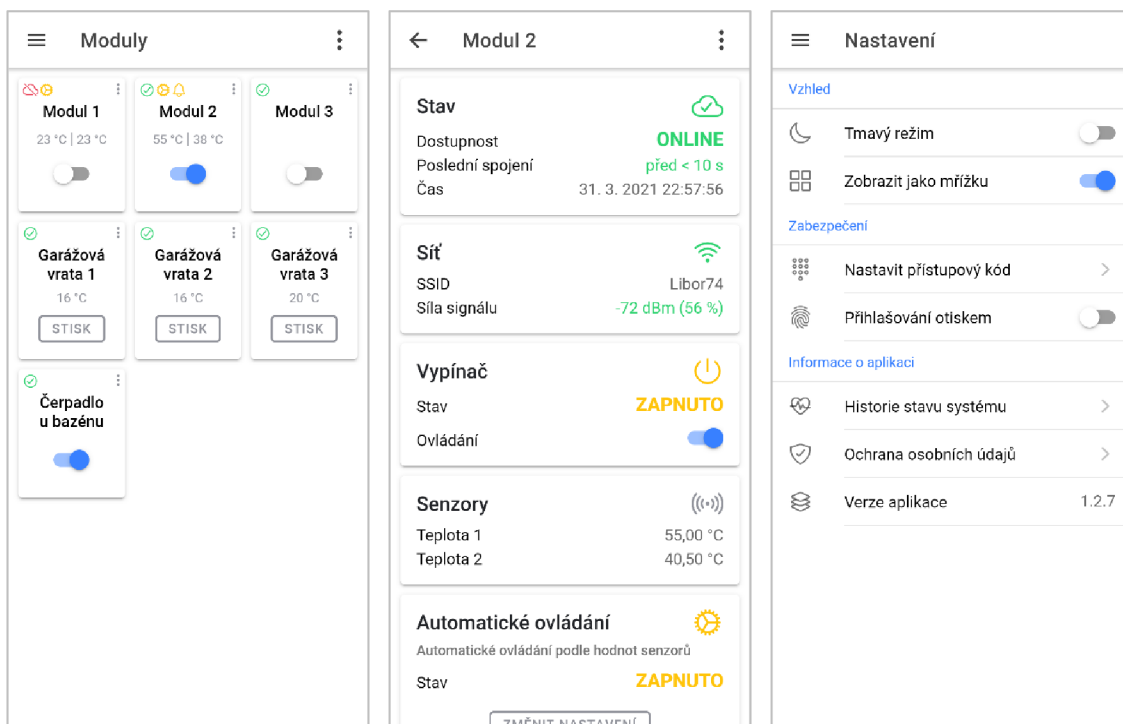 Moduly
Modul 1
23 °C | 23 °C
Modul 2
55 °C | 38 °C
Modul 3
Garážová
vrata 1
16 °C
STISK
Garážová
vrata 2
16 °C
STISK
Garážová
vrata 3
20 °C
STISK
Čerpadlo
u bazénu
Modul 2
Stav
Dostupnost ONLINE
Poslední spojení před < 10 s
Čas 31. 3. 2021 22:57:56
Síť
SSID Libor74
Síla signálu -72 dBm (56 %)
Vypínač
Stav ZAPNUTO
Ovládání
Senzory
Teplota 1 55,00 °C
Teplota 2 40,50 °C
Automatické ovládání
Automatické ovládání podle hodnot senzorů
Stav ZAPNUTO
ZMĚNIT NASTAVENÍ
Nastavení
Vzhled
Tmavý režim
Zobrazit jako mřížku
Zabezpečení
Nastavit přístupový kód
Přihlašování otiskem
Informace o aplikaci
Historie stavu systému
Ochrana osobních údajů
Verze aplikace 1.2.7